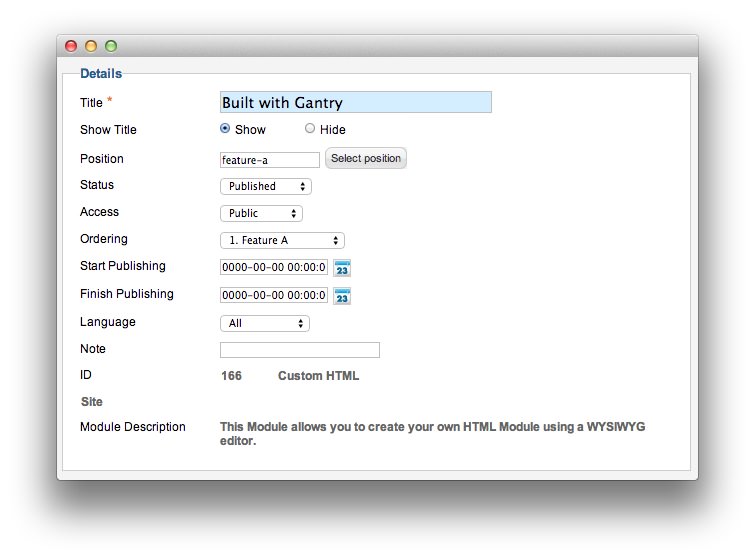 Details
Title * Built with Gantry
Show Title Show Hide
Position feature-a Select position
Status Published
Access Public
Ordering 1. Feature A
Start Publishing 0000-00-00 00:00:0 23
Finish Publishing 0000-00-00 00:00:0 23
Language All
Note
ID 166 Custom HTML
Site
Module Description This Module allows you to create your own HTML Module using a WYSIWYG
editor.